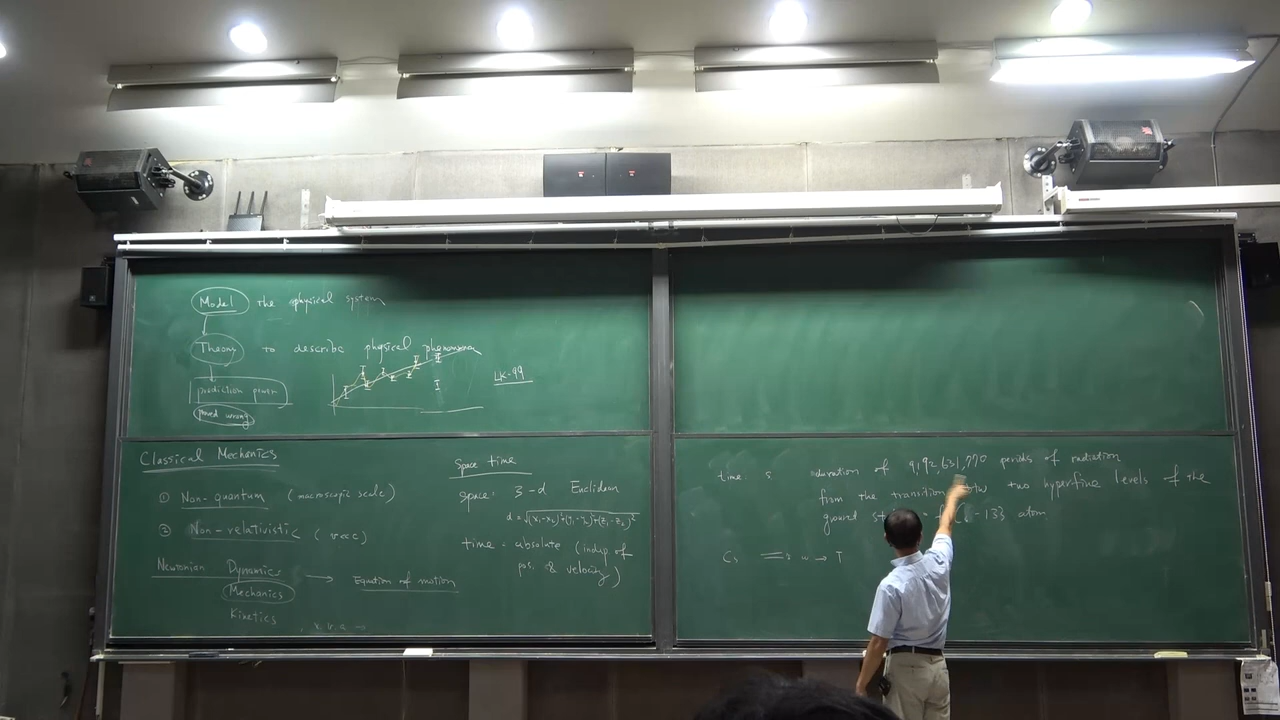 Model the physical system
Theory to describe physical phenomena
prediction power
proved wrong
LK-99
Classical Mechanics
① Non-quantum (macroscopic scale)
② Non-relativistic (v≪c)
Newtonian Dynamics → Equation of motion
Mechanics
Kinetics
Space time
space: 3-d Euclidean
d=√(x₁-x₂)²+(y₁-y₂)²+(z₁-z₂)²
time: absolute (indip. of
pos. & velocity)
time: s duration of 9,192,631,770 periods of radiation
from the transition two hyperfine levels of the
ground -133 atom
Cs ω → T